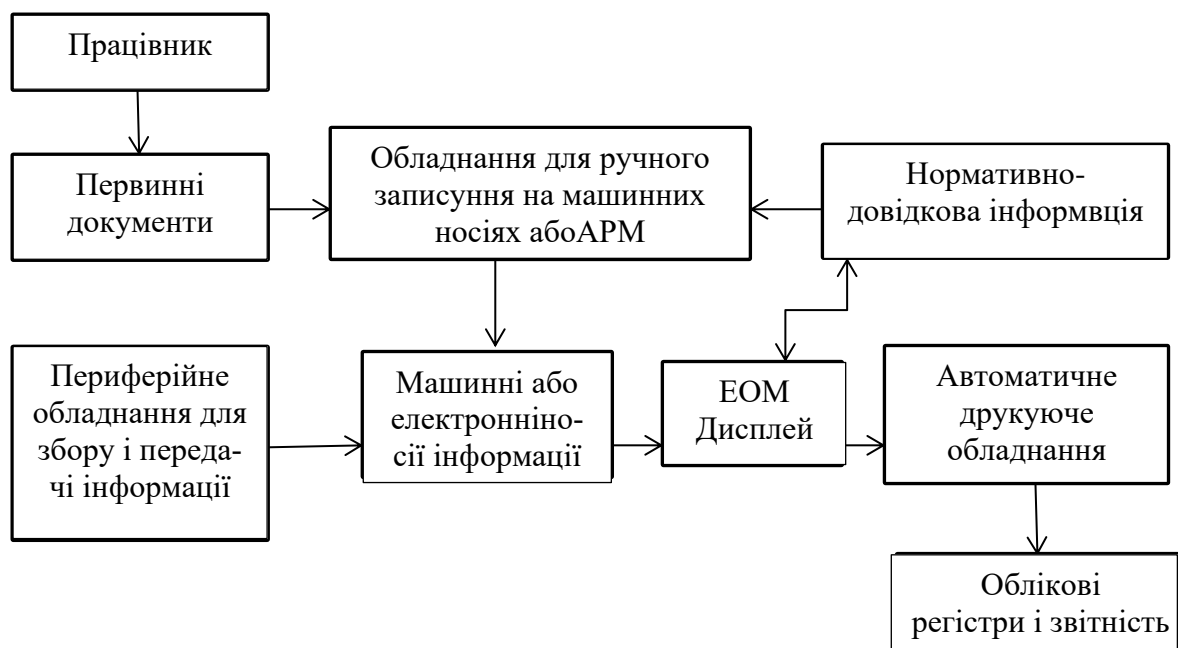 Працівник
Первинні
документи
Обладнання для ручного
записуння на машинних
носіях абоАРМ
Нормативно-
довідкова інформвція
Периферійне
обладнання для
збору і переда-
чі інформації
Машинні або
електронніно-
сії інформації
ЕОМ
Дисплей
Автоматичне
друкуюче
обладнання
Облікові
регістри і звітність